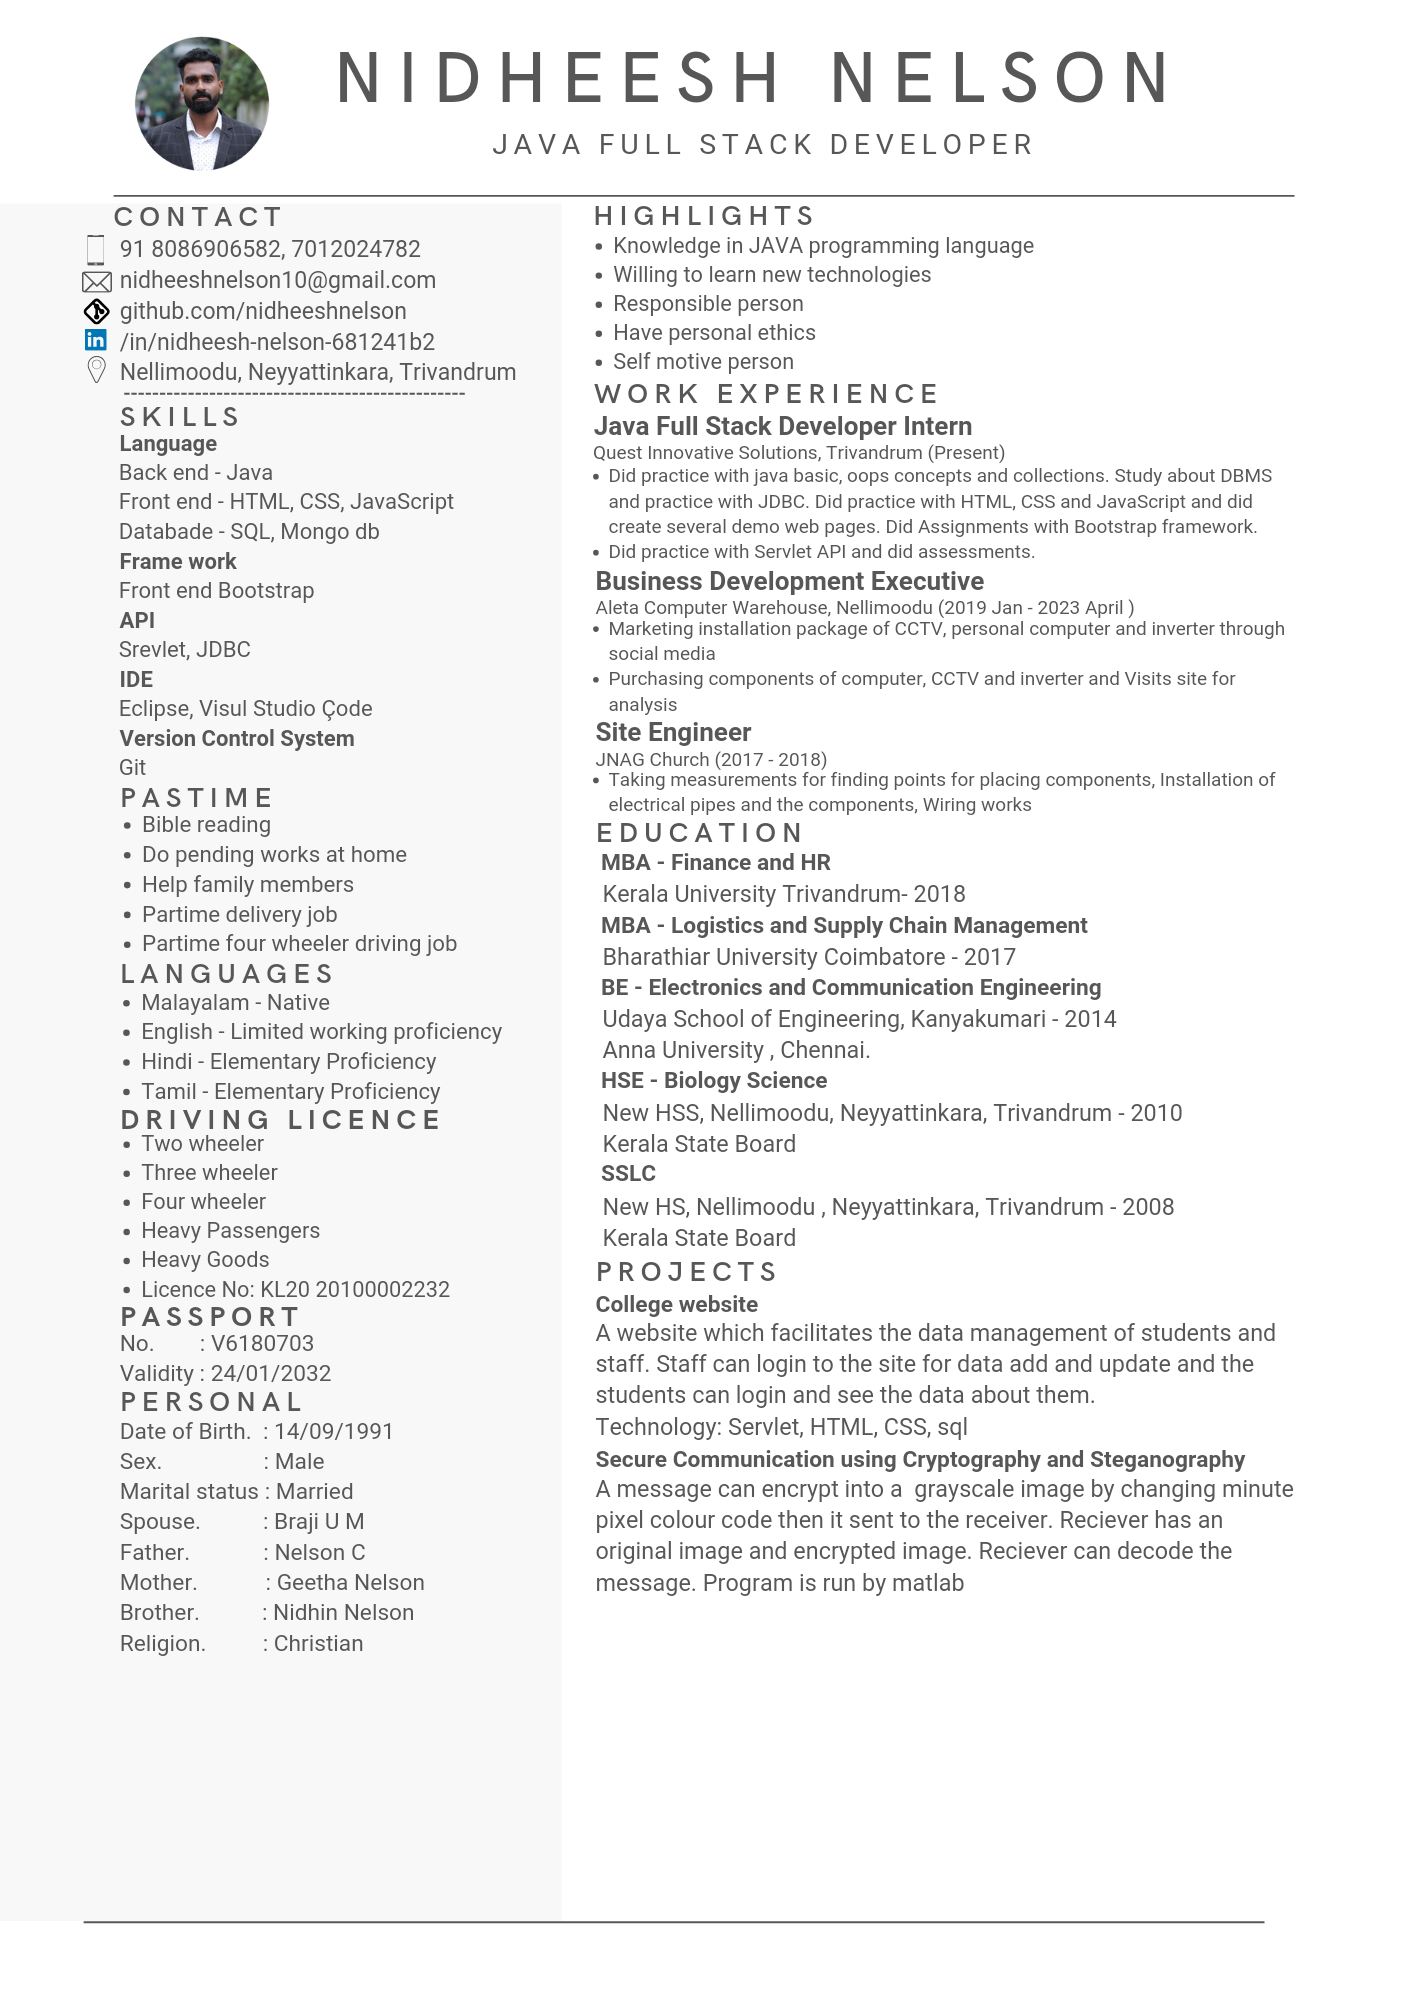 NIDHEESH NELSON
JAVA FULL STACK DEVELOPER
CONTACT
91 8086906582, 7012024782
nidheeshnelson10@gmail.com
github.com/nidheeshnelson
in /in/nidheesh-nelson-681241b2
Nellimoodu, Neyyattinkara, Trivandrum
------------------------------------------------
SKILLS
Language
Back end - Java
Front end - HTML, CSS, JavaScript
Databade - SQL, Mongo db
Frame work
Front end Bootstrap
API
Srevlet, JDBC
IDE
Eclipse, Visul Studio Çode
Version Control System
Git
PASTIME
• Bible reading
• Do pending works at home
• Help family members
• Partime delivery job
• Partime four wheeler driving job
LANGUAGES
• Malayalam - Native
• English - Limited working proficiency
• Hindi - Elementary Proficiency
• Tamil - Elementary Proficiency
DRIVING LICENCE
• Two wheeler
• Three wheeler
• Four wheeler
• Heavy Passengers
• Heavy Goods
• Licence No: KL20 20100002232
PASSPORT
No. : V6180703
Validity : 24/01/2032
PERSONAL
Date of Birth. : 14/09/1991
Sex. : Male
Marital status : Married
Spouse. : Braji U M
Father. : Nelson C
Mother. : Geetha Nelson
Brother. : Nidhin Nelson
Religion. : Christian
HIGHLIGHTS
• Knowledge in JAVA programming language
• Willing to learn new technologies
• Responsible person
• Have personal ethics
• Self motive person
WORK EXPERIENCE
Java Full Stack Developer Intern
Quest Innovative Solutions, Trivandrum (Present)
• Did practice with java basic, oops concepts and collections. Study about DBMS
and practice with JDBC. Did practice with HTML, CSS and JavaScript and did
create several demo web pages. Did Assignments with Bootstrap framework.
• Did practice with Servlet API and did assessments.
Business Development Executive
Aleta Computer Warehouse, Nellimoodu (2019 Jan - 2023 April )
• Marketing installation package of CCTV, personal computer and inverter through
social media
• Purchasing components of computer, CCTV and inverter and Visits site for
analysis
Site Engineer
JNAG Church (2017 - 2018)
• Taking measurements for finding points for placing components, Installation of
electrical pipes and the components, Wiring works
EDUCATION
MBA - Finance and HR
Kerala University Trivandrum- 2018
MBA - Logistics and Supply Chain Management
Bharathiar University Coimbatore - 2017
BE - Electronics and Communication Engineering
Udaya School of Engineering, Kanyakumari - 2014
Anna University , Chennai.
HSE - Biology Science
New HSS, Nellimoodu, Neyyattinkara, Trivandrum - 2010
Kerala State Board
SSLC
New HS, Nellimoodu , Neyyattinkara, Trivandrum - 2008
Kerala State Board
PROJECTS
College website
A website which facilitates the data management of students and
staff. Staff can login to the site for data add and update and the
students can login and see the data about them.
Technology: Servlet, HTML, CSS, sql
Secure Communication using Cryptography and Steganography
A message can encrypt into a  grayscale image by changing minute
pixel colour code then it sent to the receiver. Reciever has an
original image and encrypted image. Reciever can decode the
message. Program is run by matlab